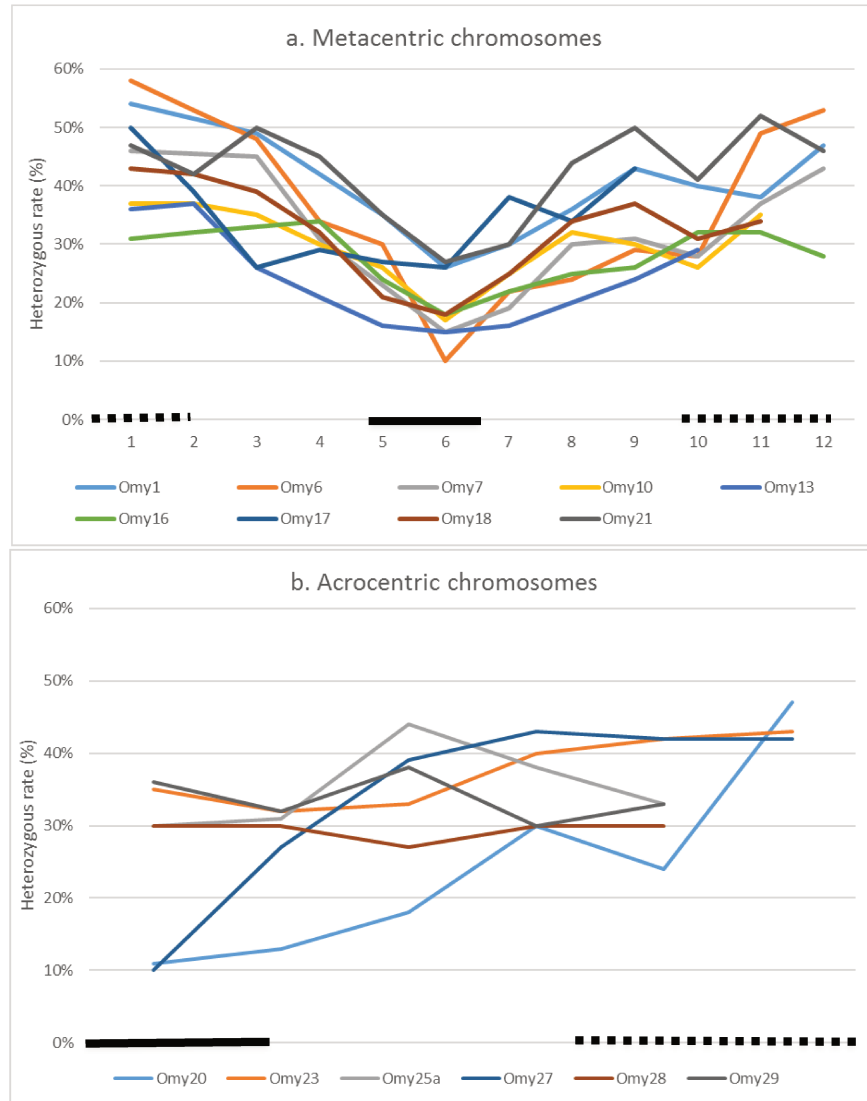 a. Metacentric chromosomes
60%
50%
40%
30%
20%
10%
0%
Heterozygous rate (%)
1 2 3 4 5 6 7 8 9 10 11 12
Omy1 Omy6 Omy7 Omy10 Omy13
Omy16 Omy17 Omy18 Omy21
b. Acrocentric chromosomes
60%
50%
40%
30%
20%
10%
0%
Heterozygous rate (%)
Omy20 Omy23 Omy25a Omy27 Omy28 Omy29